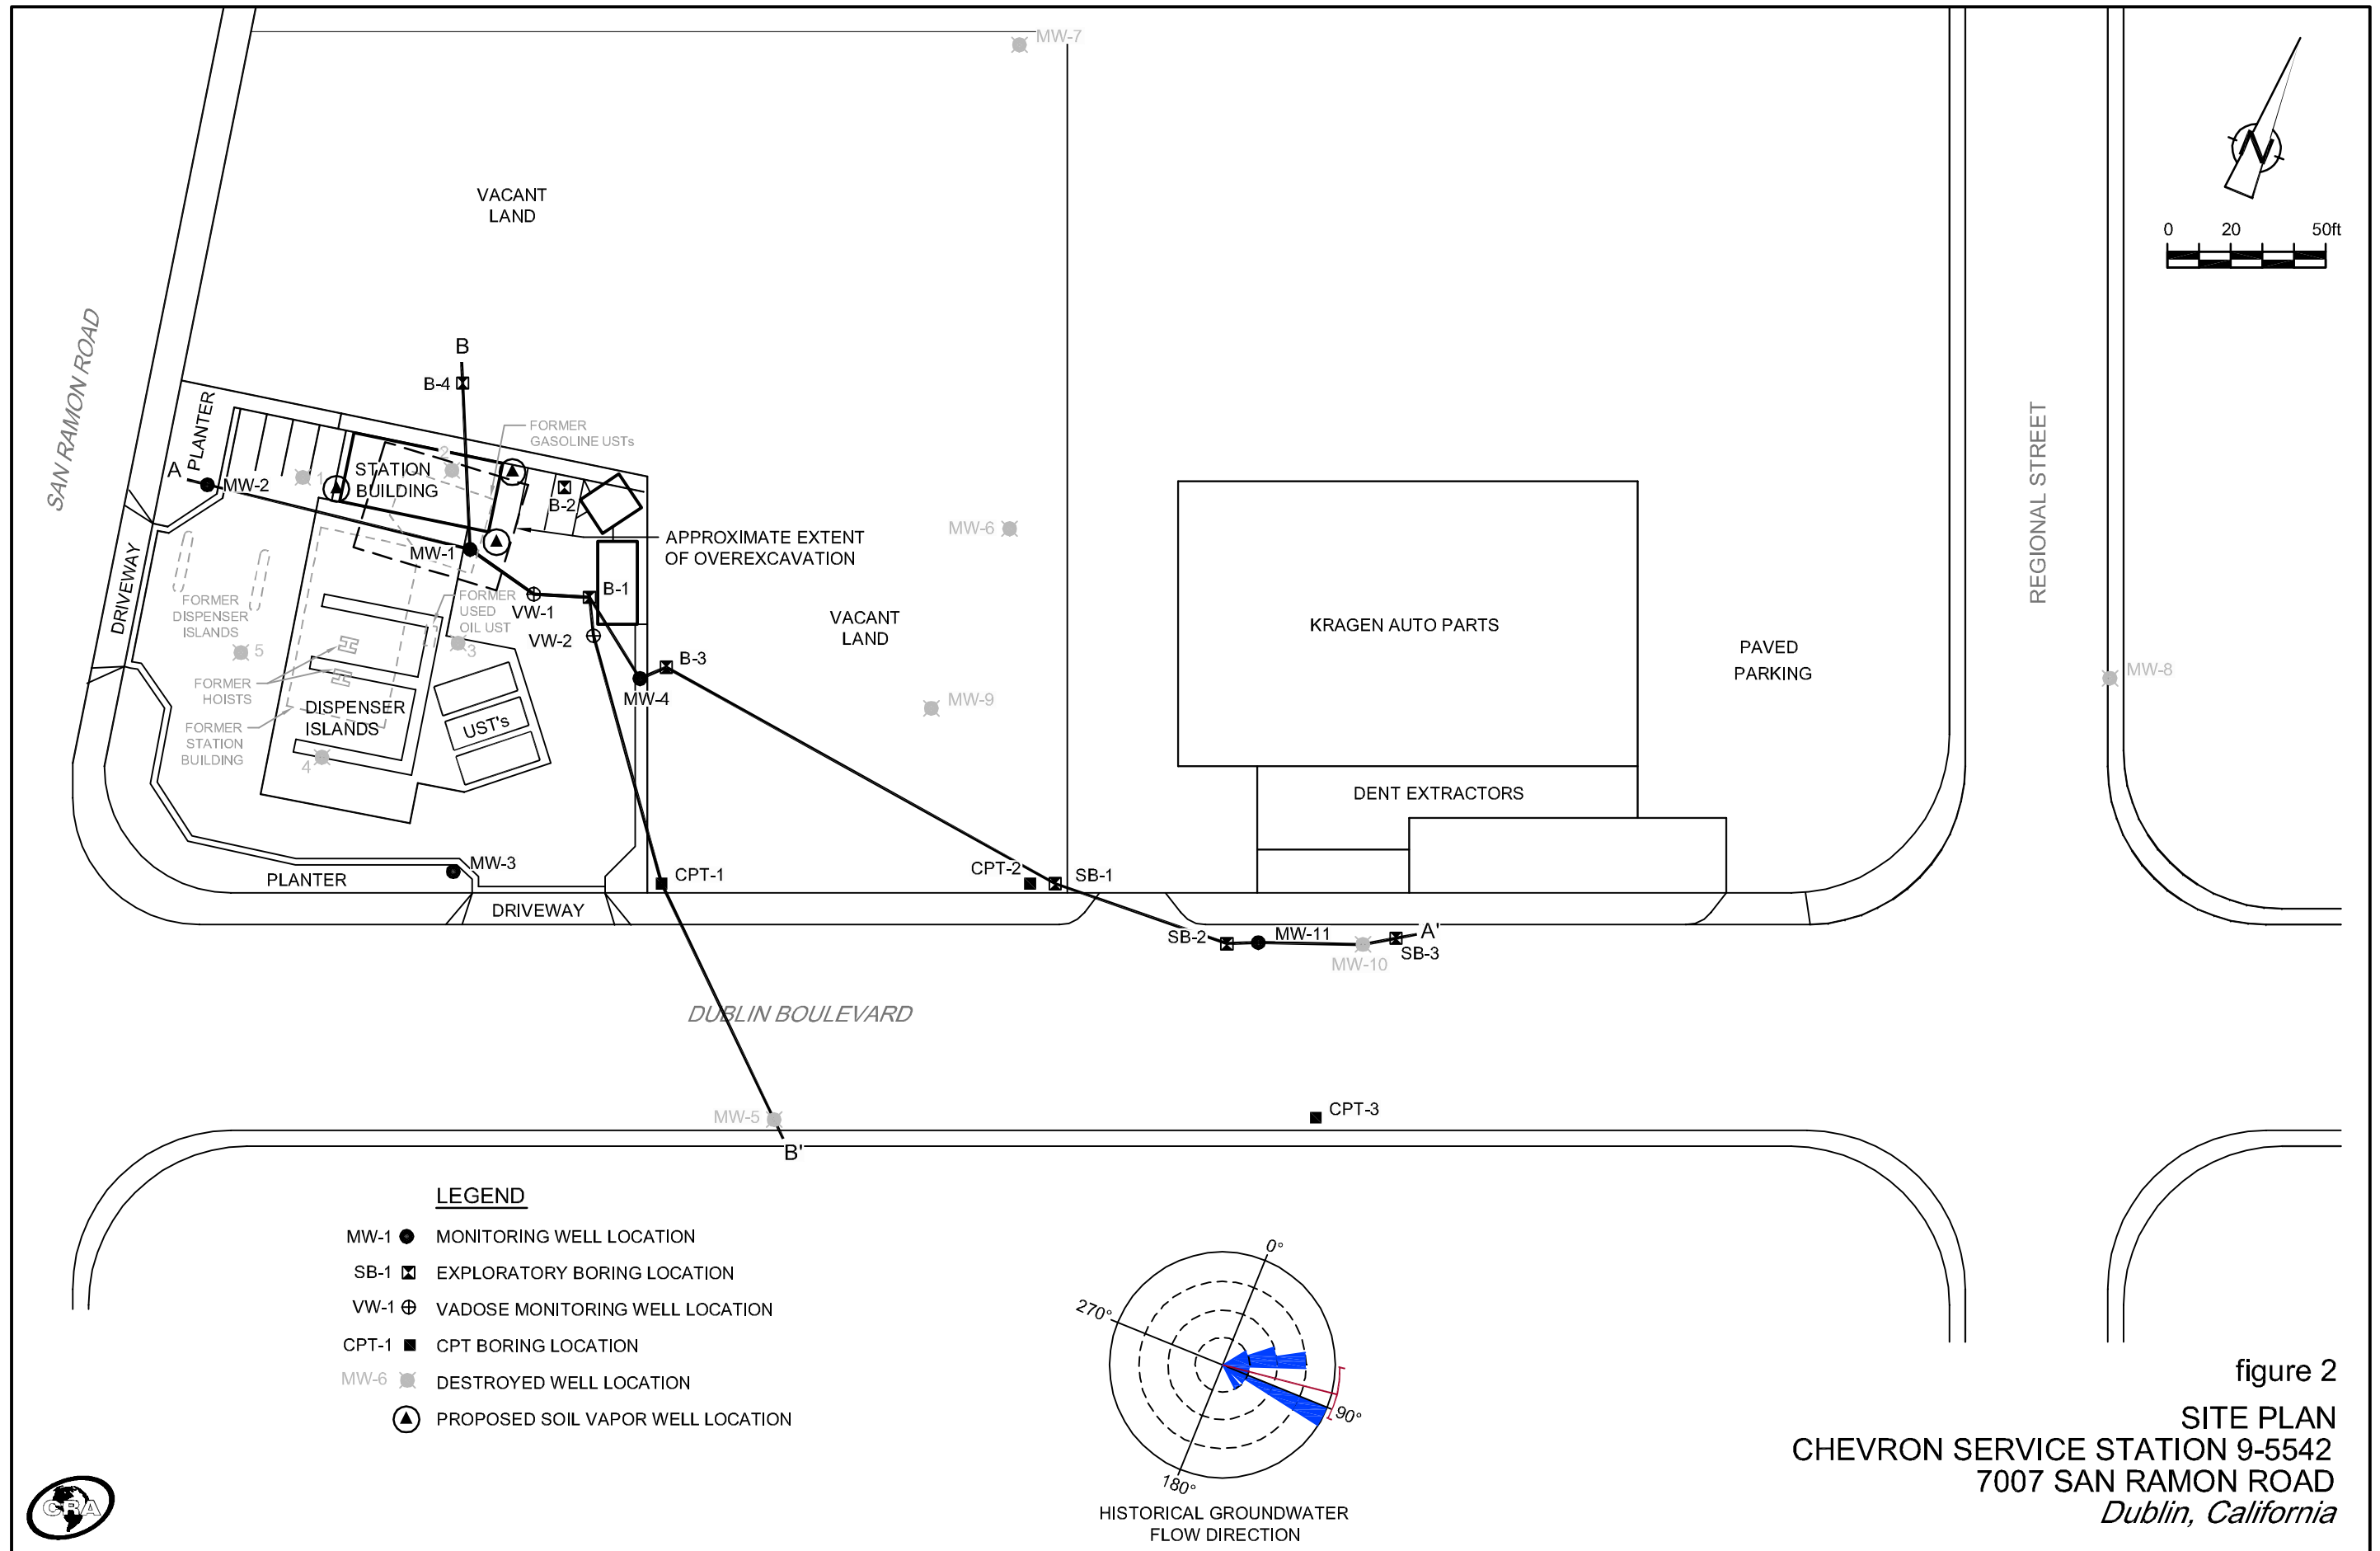 MW-7
N
0 20 50ft
VACANT
LAND
SAN RAMON ROAD
B
B-4
PLANTER
A
MW-2
1
2
STATION
BUILDING
FORMER
GASOLINE USTs
B-2
APPROXIMATE EXTENT
OF OVEREXCAVATION
MW-1
MW-6
REGIONAL STREET
DRIVEWAY
FORMER
DISPENSER
ISLANDS
5
FORMER
USED
OIL UST
3
VW-1
B-1
VW-2
VACANT
LAND
KRAGEN AUTO PARTS
PAVED
PARKING
MW-8
B-3
MW-4
MW-9
FORMER
HOISTS
DISPENSER
ISLANDS
UST's
FORMER
STATION
BUILDING
4
DENT EXTRACTORS
MW-3
PLANTER
DRIVEWAY
CPT-1
CPT-2
SB-1
SB-2
MW-11
MW-10
A'
SB-3
DUBLIN BOULEVARD
MW-5
B'
CPT-3
LEGEND
MW-1 MONITORING WELL LOCATION
SB-1 EXPLORATORY BORING LOCATION
VW-1 VADOSE MONITORING WELL LOCATION
CPT-1 CPT BORING LOCATION
MW-6 DESTROYED WELL LOCATION
PROPOSED SOIL VAPOR WELL LOCATION
0°
270°
90°
180°
HISTORICAL GROUNDWATER
FLOW DIRECTION
figure 2
SITE PLAN
CHEVRON SERVICE STATION 9-5542
7007 SAN RAMON ROAD
Dublin, California
CRA